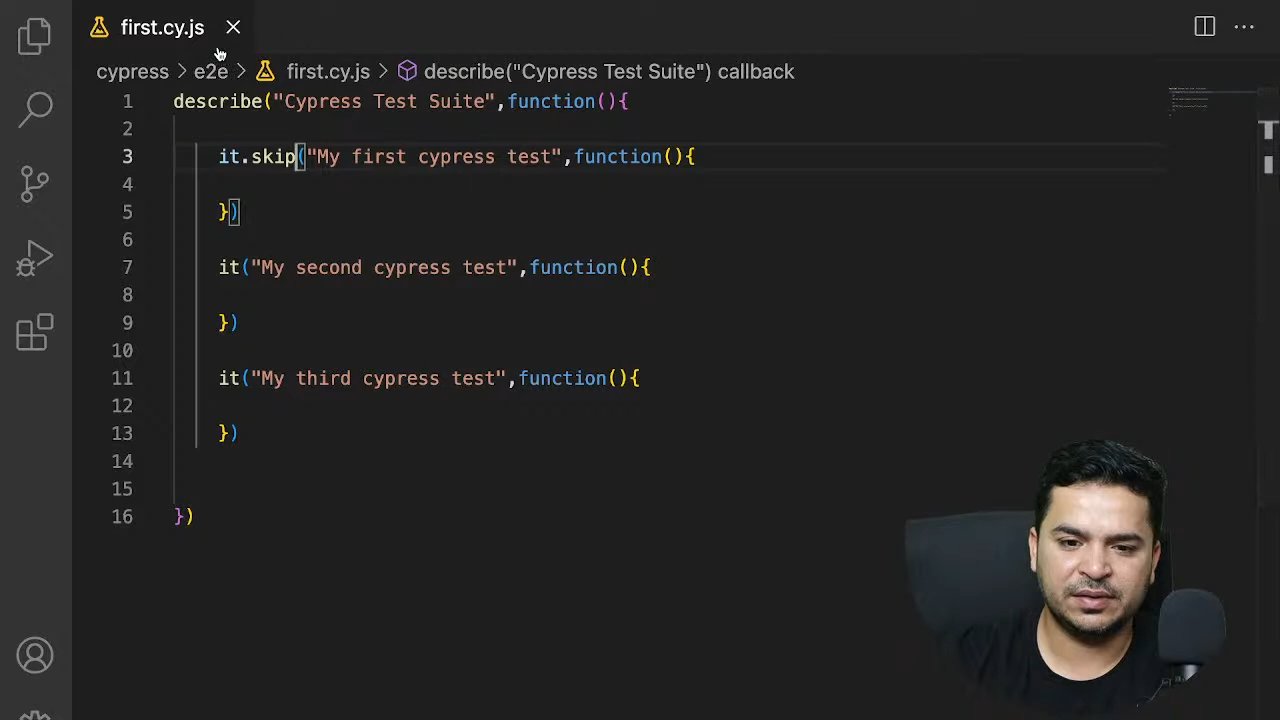 first.cy.js
cypress > e2e > first.cy.js > describe("Cypress Test Suite") callback
1 describe("Cypress Test Suite",function(){
2
3 it.skip("My first cypress test",function(){
4
5 })
6
7 it("My second cypress test",function(){
8
9 })
10
11 it("My third cypress test",function(){
12
13 })
14
15
16 })